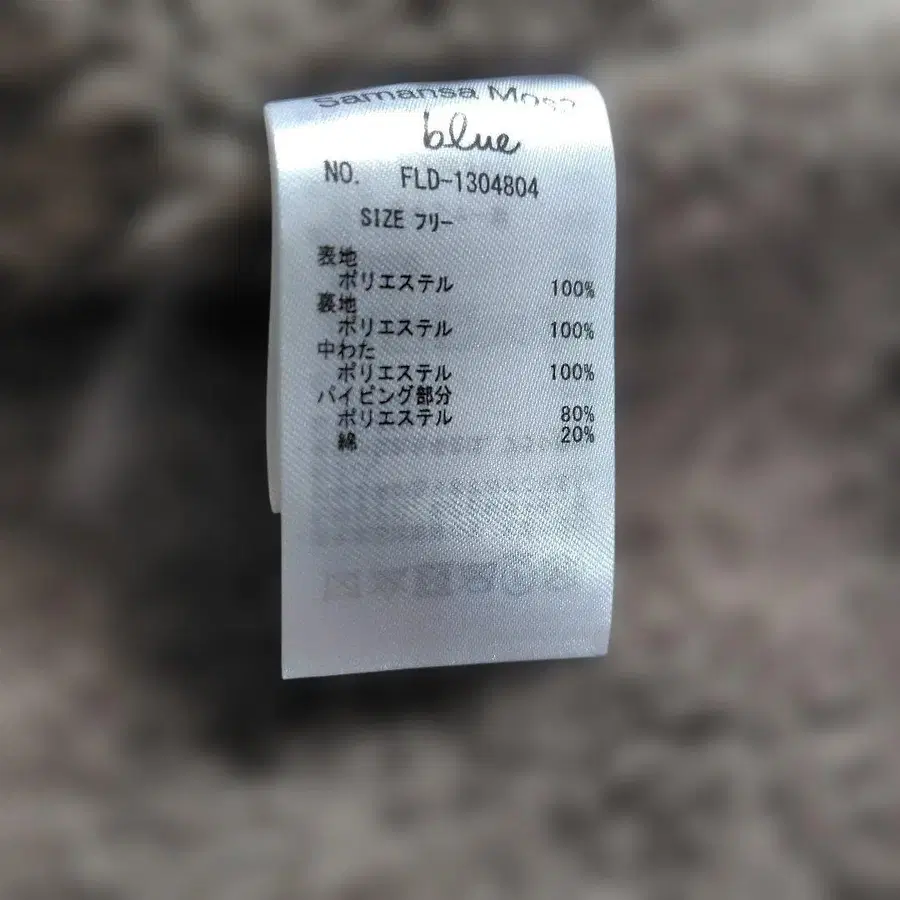 Samansa Mos2
blue
NO. FLD-1304804
SIZE フリー
表地
ポリエステル 100%
裏地
ポリエステル 100%
中わた
ポリエステル 100%
パイピング部分
ポリエステル 80%
綿 20%